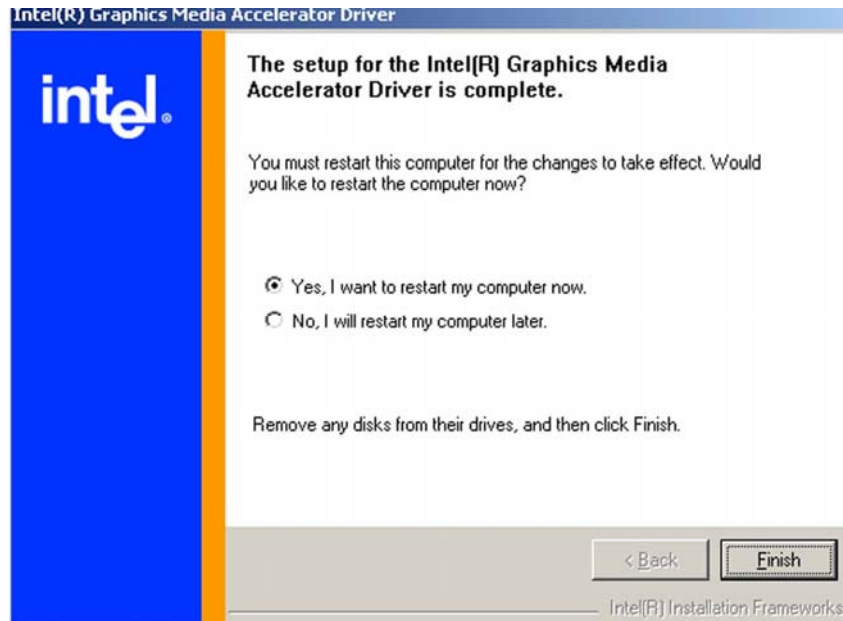 Intel(R) Graphics Media Accelerator Driver
intel®
The setup for the Intel(R) Graphics Media
Accelerator Driver is complete.
You must restart this computer for the changes to take effect. Would
you like to restart the computer now?
Yes, I want to restart my computer now.
No, I will restart my computer later.
Remove any disks from their drives, and then click Finish.
< Back
Finish
Intel(R) Installation Frameworks